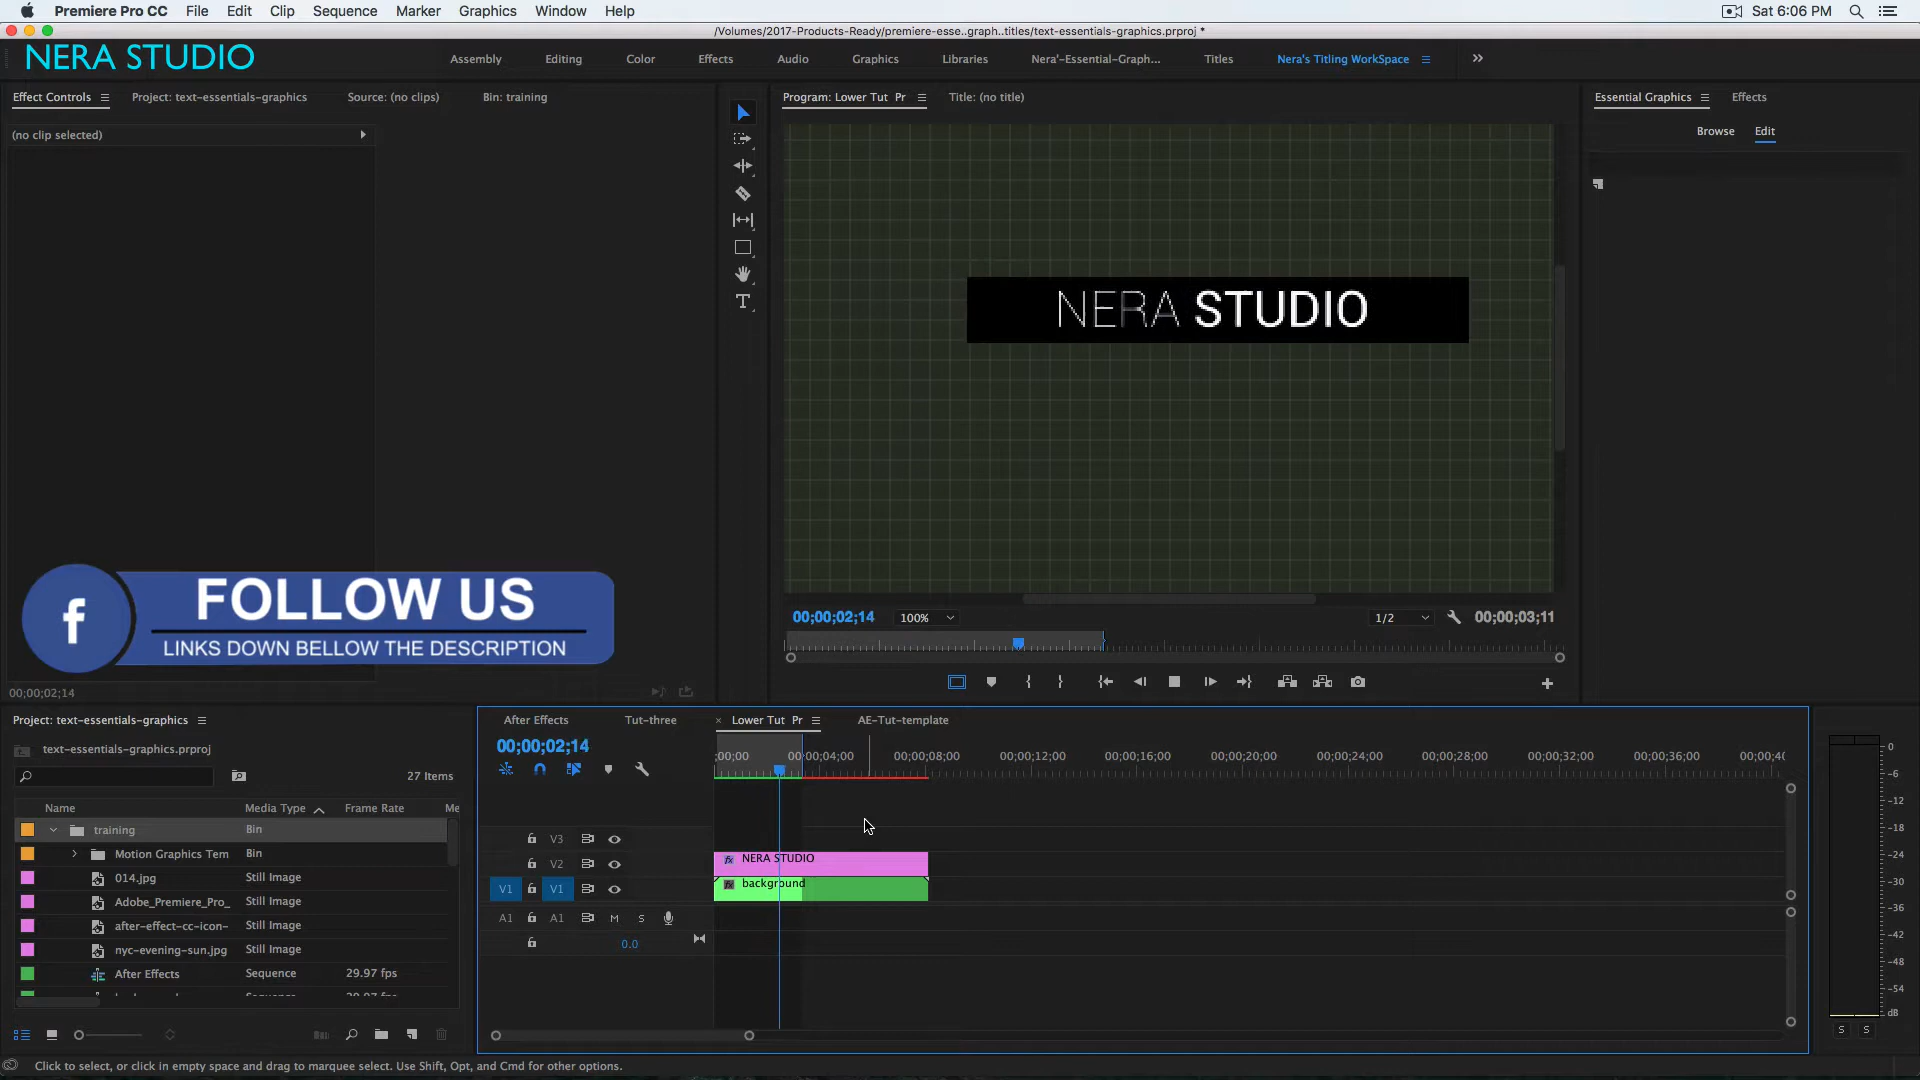 Premiere Pro CC File Edit Clip Sequence Marker Graphics Window Help Sat 6:06 PM
/Volumes/2017-Products-Ready/premiere-esse..graph..titles/text-essentials-graphics.prproj *
NERA STUDIO
Assembly Editing Color Effects Audio Graphics Libraries Nera'-Essential-Graph... Titles Nera's Titling WorkSpace
Effect Controls Project: text-essentials-graphics Source: (no clips) Bin: training Program: Lower Tut Pr Title: (no title) Essential Graphics Effects
(no clip selected)
Browse Edit
NERA STUDIO
FOLLOW US
LINKS DOWN BELLOW THE DESCRIPTION
f
00;00;02;14 100% 1/2 00;00;03;11
00;00;02;14
Project: text-essentials-graphics
After Effects Tut-three Lower Tut Pr AE-Tut-template
text-essentials-graphics.prproj
00;00;02;14
;00;00 00;00;04;00 00;00;08;00 00;00;12;00 00;00;16;00 00;00;20;00 00;00;24;00 00;00;28;00 00;00;32;00 00;00;36;00 00;00;4
27 Items
Name Media Type Frame Rate Me
training Bin
Motion Graphics Tem Bin
014.jpg Still Image
Adobe_Premiere_Pro_ Still Image
after-effect-cc-icon- Still Image
nyc-evening-sun.jpg Still Image
After Effects Sequence 29.97 fps
V3
V2 NERA STUDIO
V1 V1 background
A1 A1 M S
0.0
0
-6
-12
-18
-24
-30
-36
-42
-48
-54
dB
S S
Click to select, or click in empty space and drag to marquee select. Use Shift, Opt, and Cmd for other options.